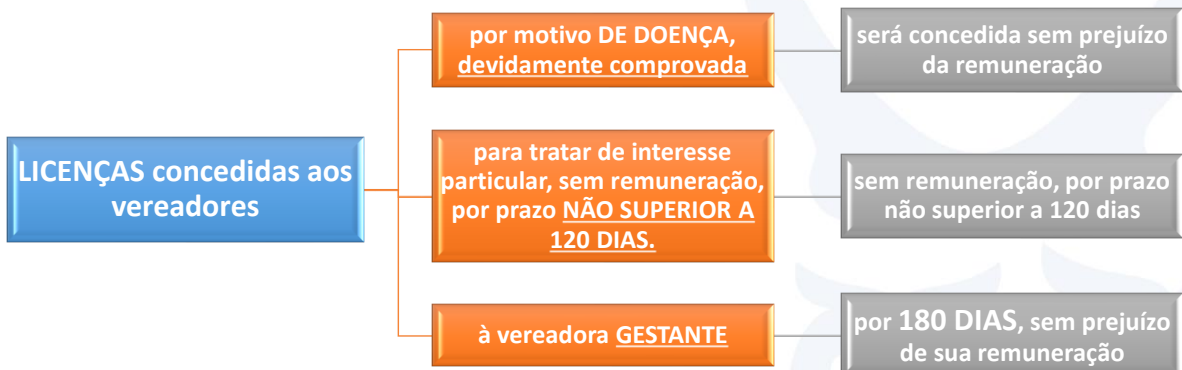 LICENÇAS concedidas aos
vereadores
por motivo DE DOENÇA,
devidamente comprovada
será concedida sem prejuízo
da remuneração
para tratar de interesse
particular, sem remuneração,
por prazo NÃO SUPERIOR A
120 DIAS.
sem remuneração, por prazo
não superior a 120 dias
à vereadora GESTANTE
por 180 DIAS, sem prejuízo
de sua remuneração